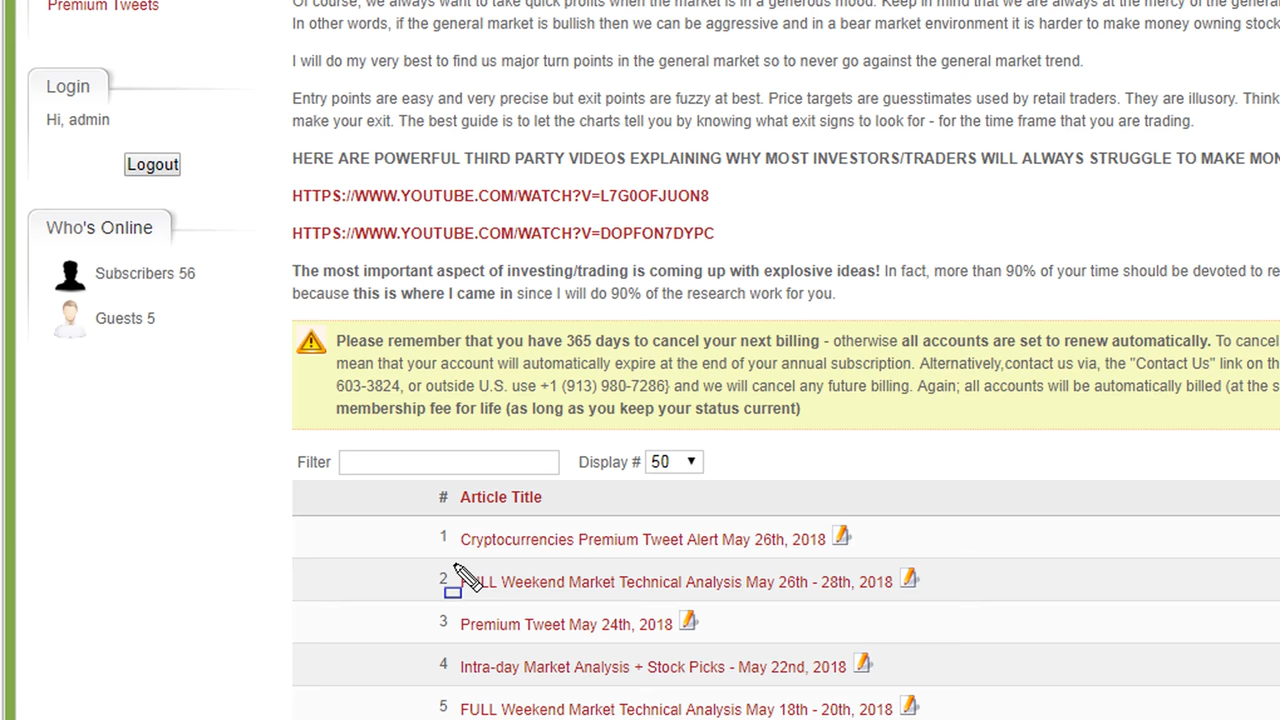 Premium Tweets
Login
Hi, admin
Logout
Who's Online
Subscribers 56
Guests 5
Of course, we always want to take quick profits when the market is in a generous mood. Keep in mind that we are always at the mercy of the general
In other words, if the general market is bullish then we can be aggressive and in a bear market environment it is harder to make money owning stock
I will do my very best to find us major turn points in the general market so to never go against the general market trend.
Entry points are easy and very precise but exit points are fuzzy at best. Price targets are guesstimates used by retail traders. They are illusory. Think
make your exit. The best guide is to let the charts tell you by knowing what exit signs to look for - for the time frame that you are trading.
HERE ARE POWERFUL THIRD PARTY VIDEOS EXPLAINING WHY MOST INVESTORS/TRADERS WILL ALWAYS STRUGGLE TO MAKE MON
HTTPS://WWW.YOUTUBE.COM/WATCH?V=L7G0OFJUON8
HTTPS://WWW.YOUTUBE.COM/WATCH?V=DOPFON7DYPC
The most important aspect of investing/trading is coming up with explosive ideas! In fact, more than 90% of your time should be devoted to re
because this is where I came in since I will do 90% of the research work for you.
Please remember that you have 365 days to cancel your next billing - otherwise all accounts are set to renew automatically. To cancel
mean that your account will automatically expire at the end of your annual subscription. Alternatively,contact us via, the "Contact Us" link on th
603-3824, or outside U.S. use +1 (913) 980-7286} and we will cancel any future billing. Again; all accounts will be automatically billed (at the s
membership fee for life (as long as you keep your status current)
Filter Display # 50
# Article Title
1 Cryptocurrencies Premium Tweet Alert May 26th, 2018
2 FULL Weekend Market Technical Analysis May 26th - 28th, 2018
3 Premium Tweet May 24th, 2018
4 Intra-day Market Analysis + Stock Picks - May 22nd, 2018
5 FULL Weekend Market Technical Analysis May 18th - 20th, 2018